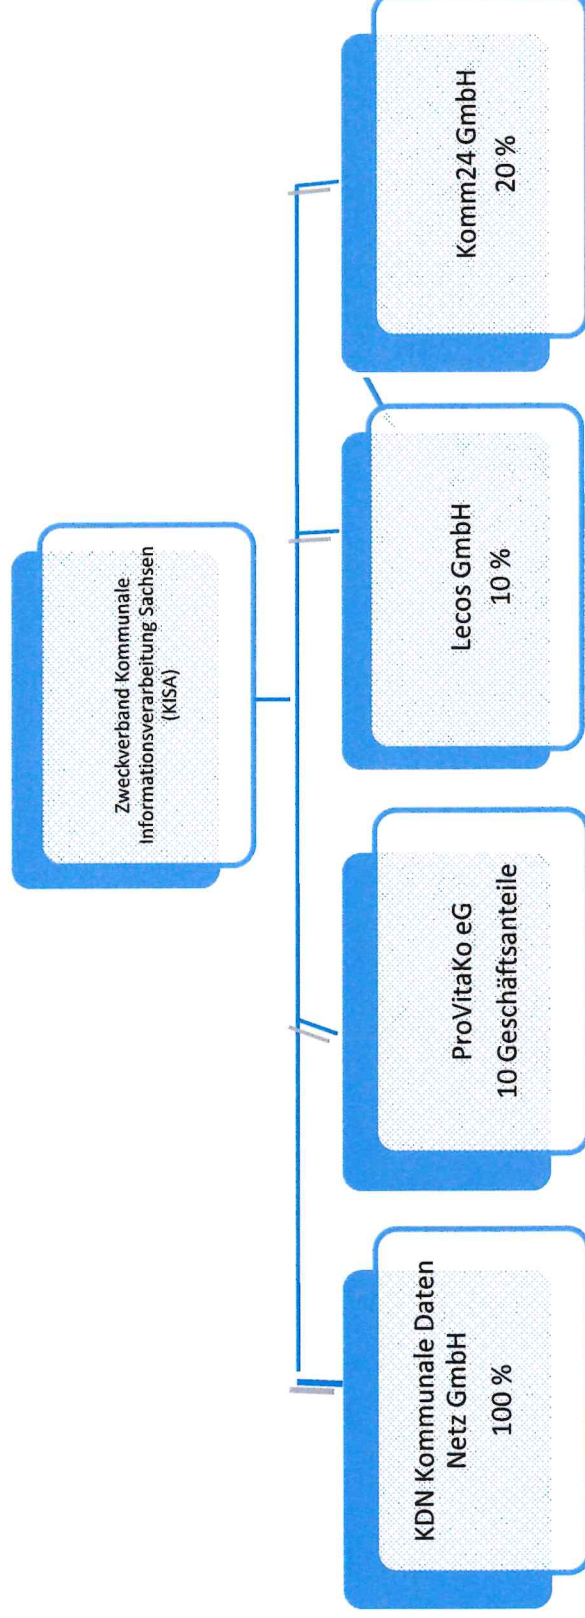 Zweckverband Kommunale
Informationsverarbeitung Sachsen
(KISA)
KDN Kommunale Daten
Netz GmbH
100 %
ProVitaKo eG
10 Geschäftsanteile
Lecos GmbH
10 %
Komm24 GmbH
20 %